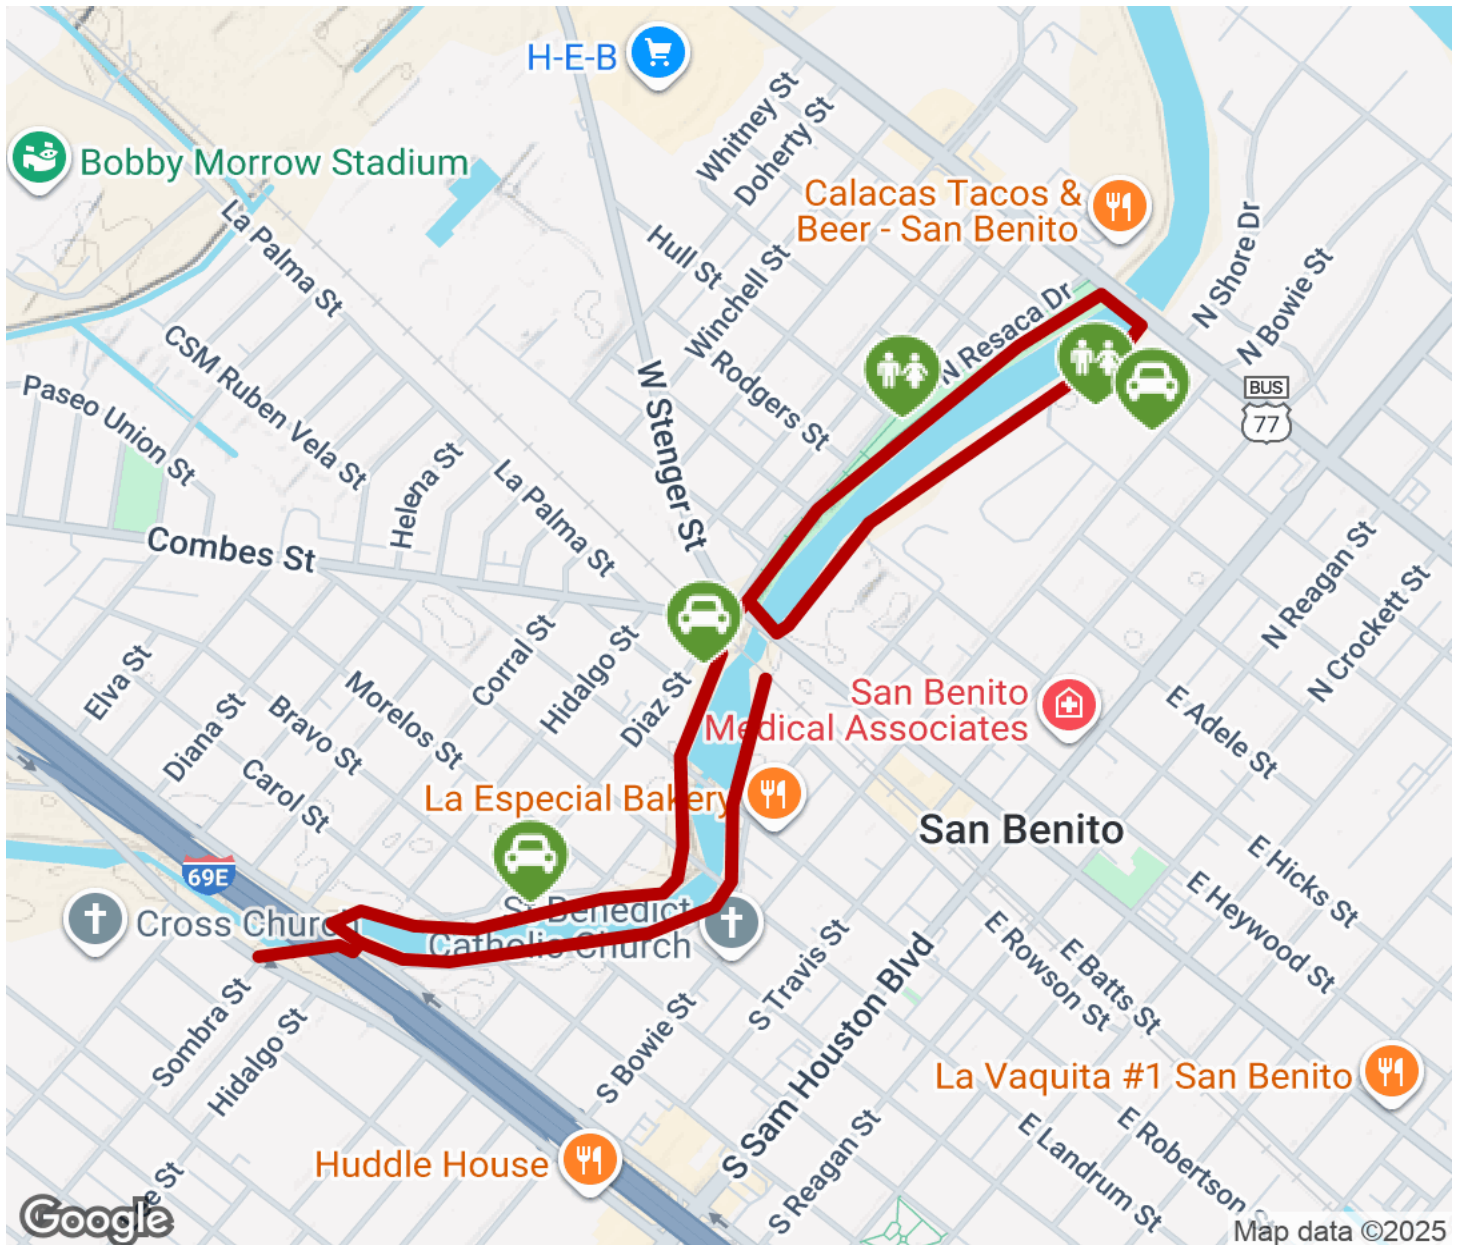 H-E-B
Whitney St
Doherty St
Bobby Morrow Stadium
Calacas Tacos &
Beer - San Benito
La Palma St
Hull St
N Shore Dr
Winchell St
N Bowie St
N Resaca Dr
CSM Ruben Vela St
W Rodgers St
Paseo Union St
W Stenger St
BUS
77
Helena St
La Palma St
Combes St
N Reagan St
N Crockett St
Corral St
Hidalgo St
Elva St
Diaz St
Morelos St
Bravo St
Diana St
San Benito
Medical Associates
E Adele St
Carol St
La Especial Bakery
San Benito
E Hicks St
69E
E Heywood St
Cross Church
St Benedict
Catholic Church
E Rowson St
E Batts St
S Travis St
Sombra St
Hidalgo St
S Bowie St
S Sam Houston Blvd
La Vaquita #1 San Benito
E Landrum St
E Robertson S
Huddle House
S Reagan St
e St
Google
Map data ©2025